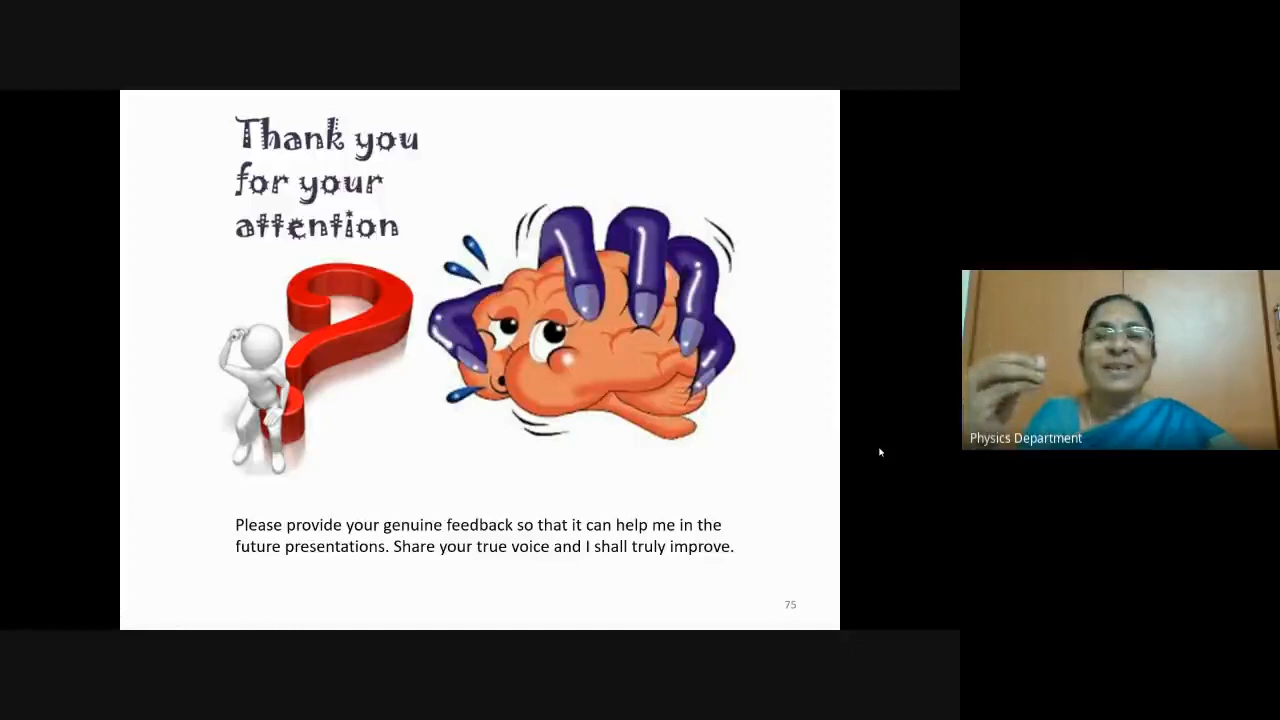 Thank you
for your
attention
Please provide your genuine feedback so that it can help me in the
future presentations. Share your true voice and I shall truly improve.
75
Physics Department